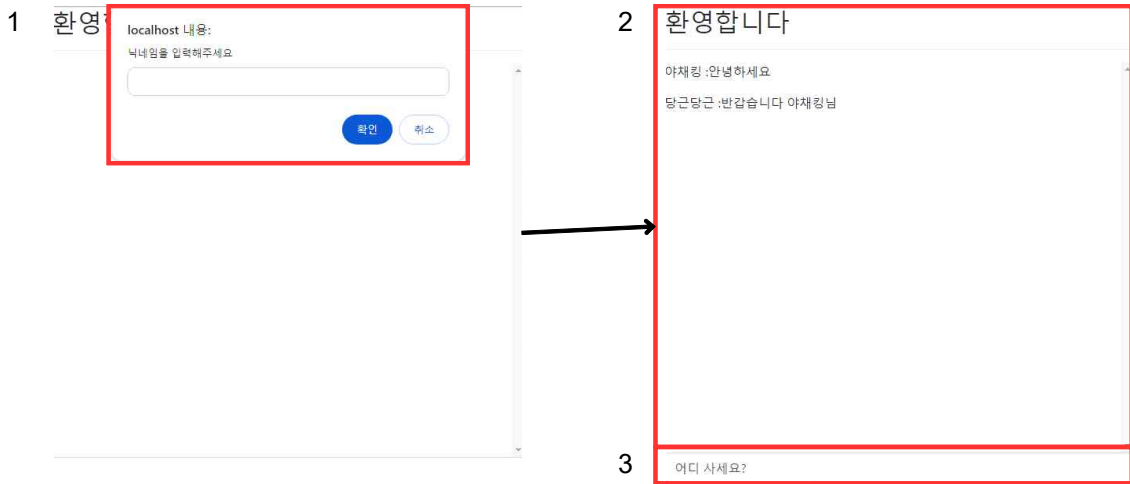 1
환영
localhost 내용:
닉네임을 입력해주세요
확인
취소
2
환영합니다
야채킹 :안녕하세요
당근당근 :반갑습니다 야채킹님
3
어디 사세요?